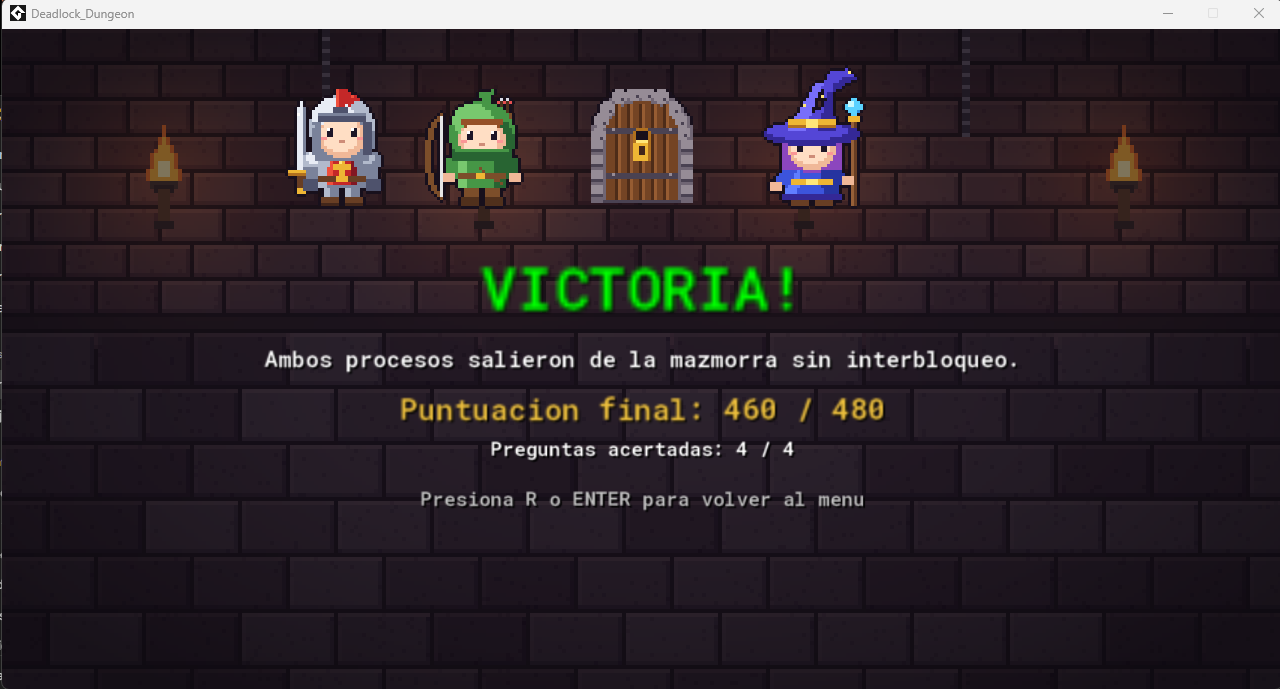 Deadlock_Dungeon
VICTORIA!
Ambos procesos salieron de la mazmorra sin interbloqueo.
Puntuacion final: 460 / 480
Preguntas acertadas: 4 / 4
Presiona R o ENTER para volver al menu